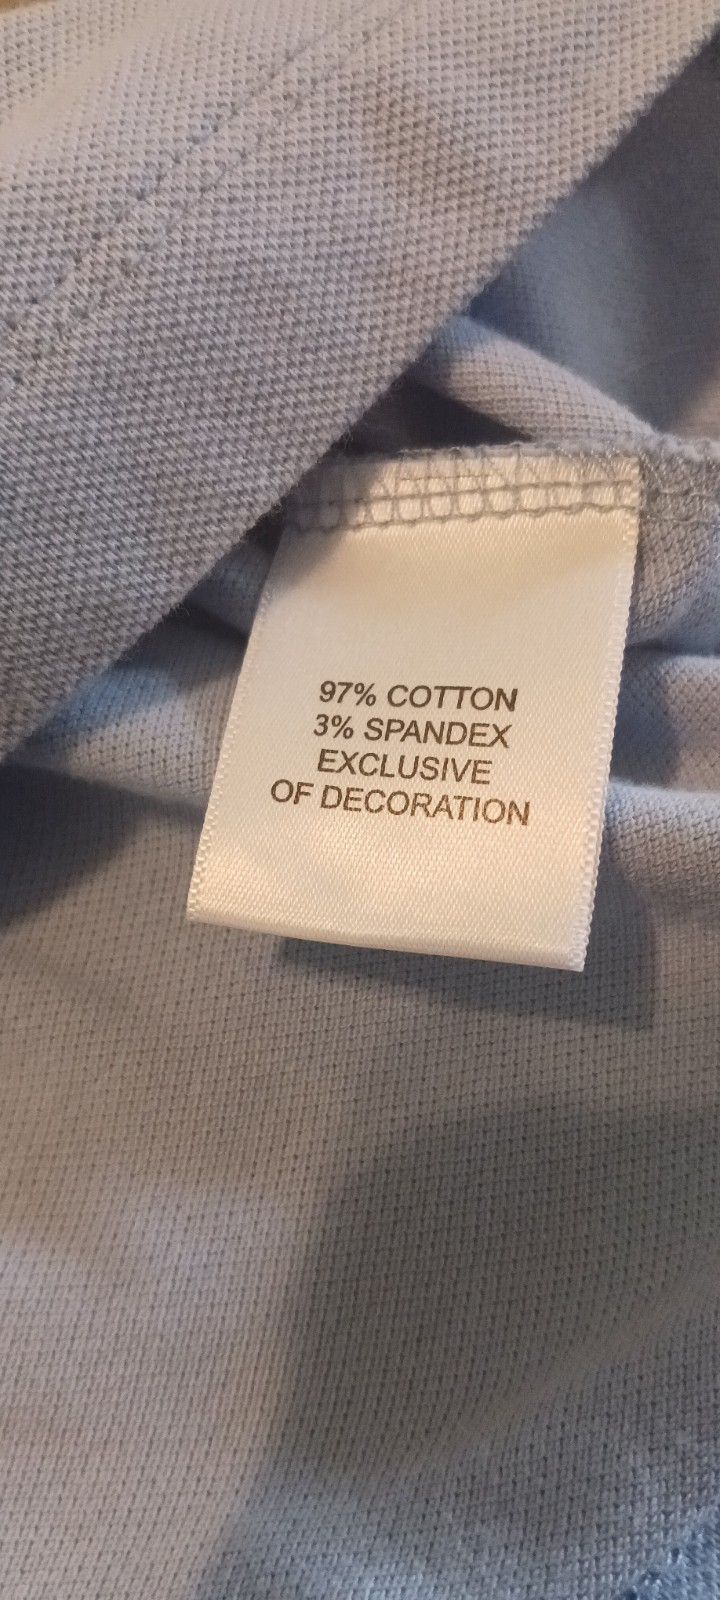 97% COTTON
3% SPANDEX
EXCLUSIVE
OF DECORATION